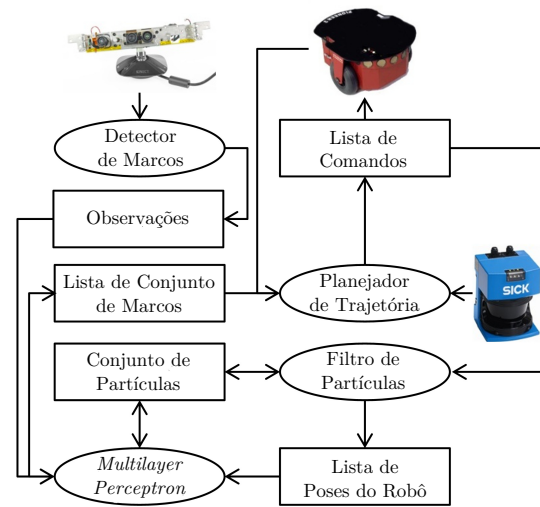 Detector
de Marcos
Lista de
Comandos
Observações
Lista de Conjunto
de Marcos
Planejador
de Trajetória
SICK
Conjunto de
Partículas
Filtro de
Partículas
Multilayer
Perceptron
Lista de
Poses do Robô